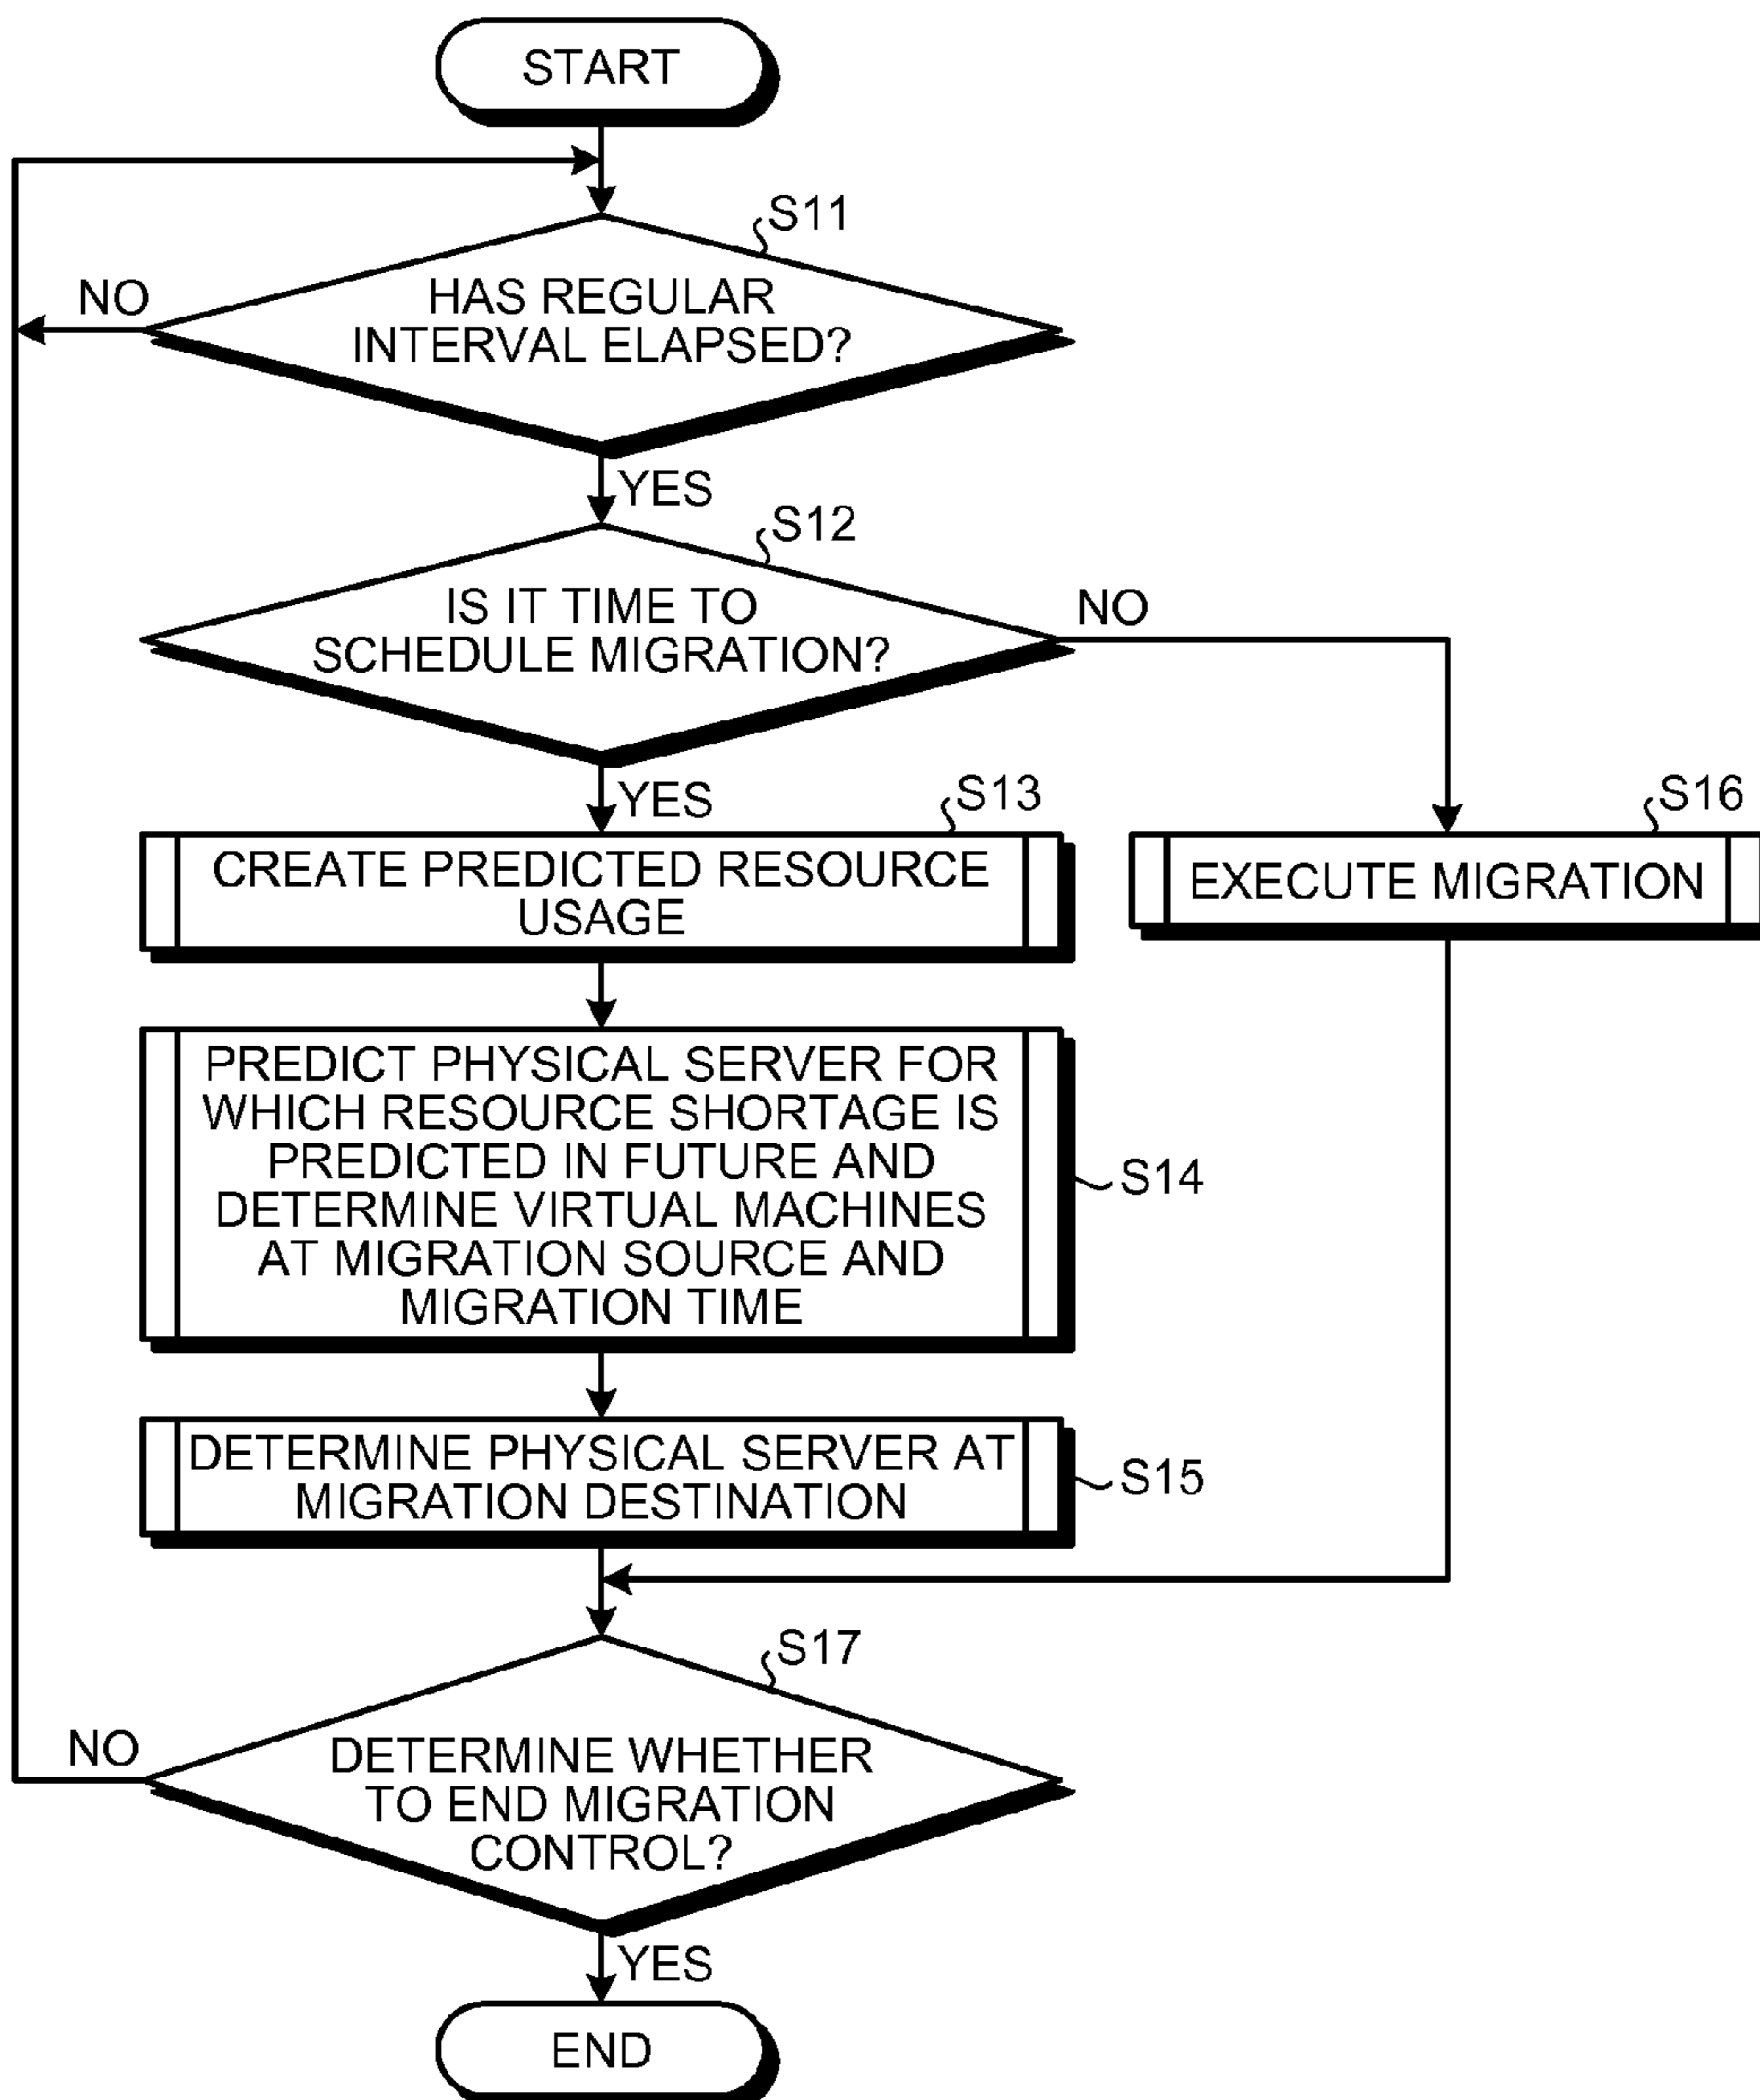 START
S11
HAS REGULAR
INTERVAL ELAPSED?
NO
YES
S12
IS IT TIME TO
SCHEDULE MIGRATION?
NO
YES
S13
CREATE PREDICTED RESOURCE
USAGE
S16
EXECUTE MIGRATION
PREDICT PHYSICAL SERVER FOR
WHICH RESOURCE SHORTAGE IS
PREDICTED IN FUTURE AND
DETERMINE VIRTUAL MACHINES
AT MIGRATION SOURCE AND
MIGRATION TIME
S14
DETERMINE PHYSICAL SERVER AT
MIGRATION DESTINATION
S15
S17
DETERMINE WHETHER
TO END MIGRATION
CONTROL?
NO
YES
END